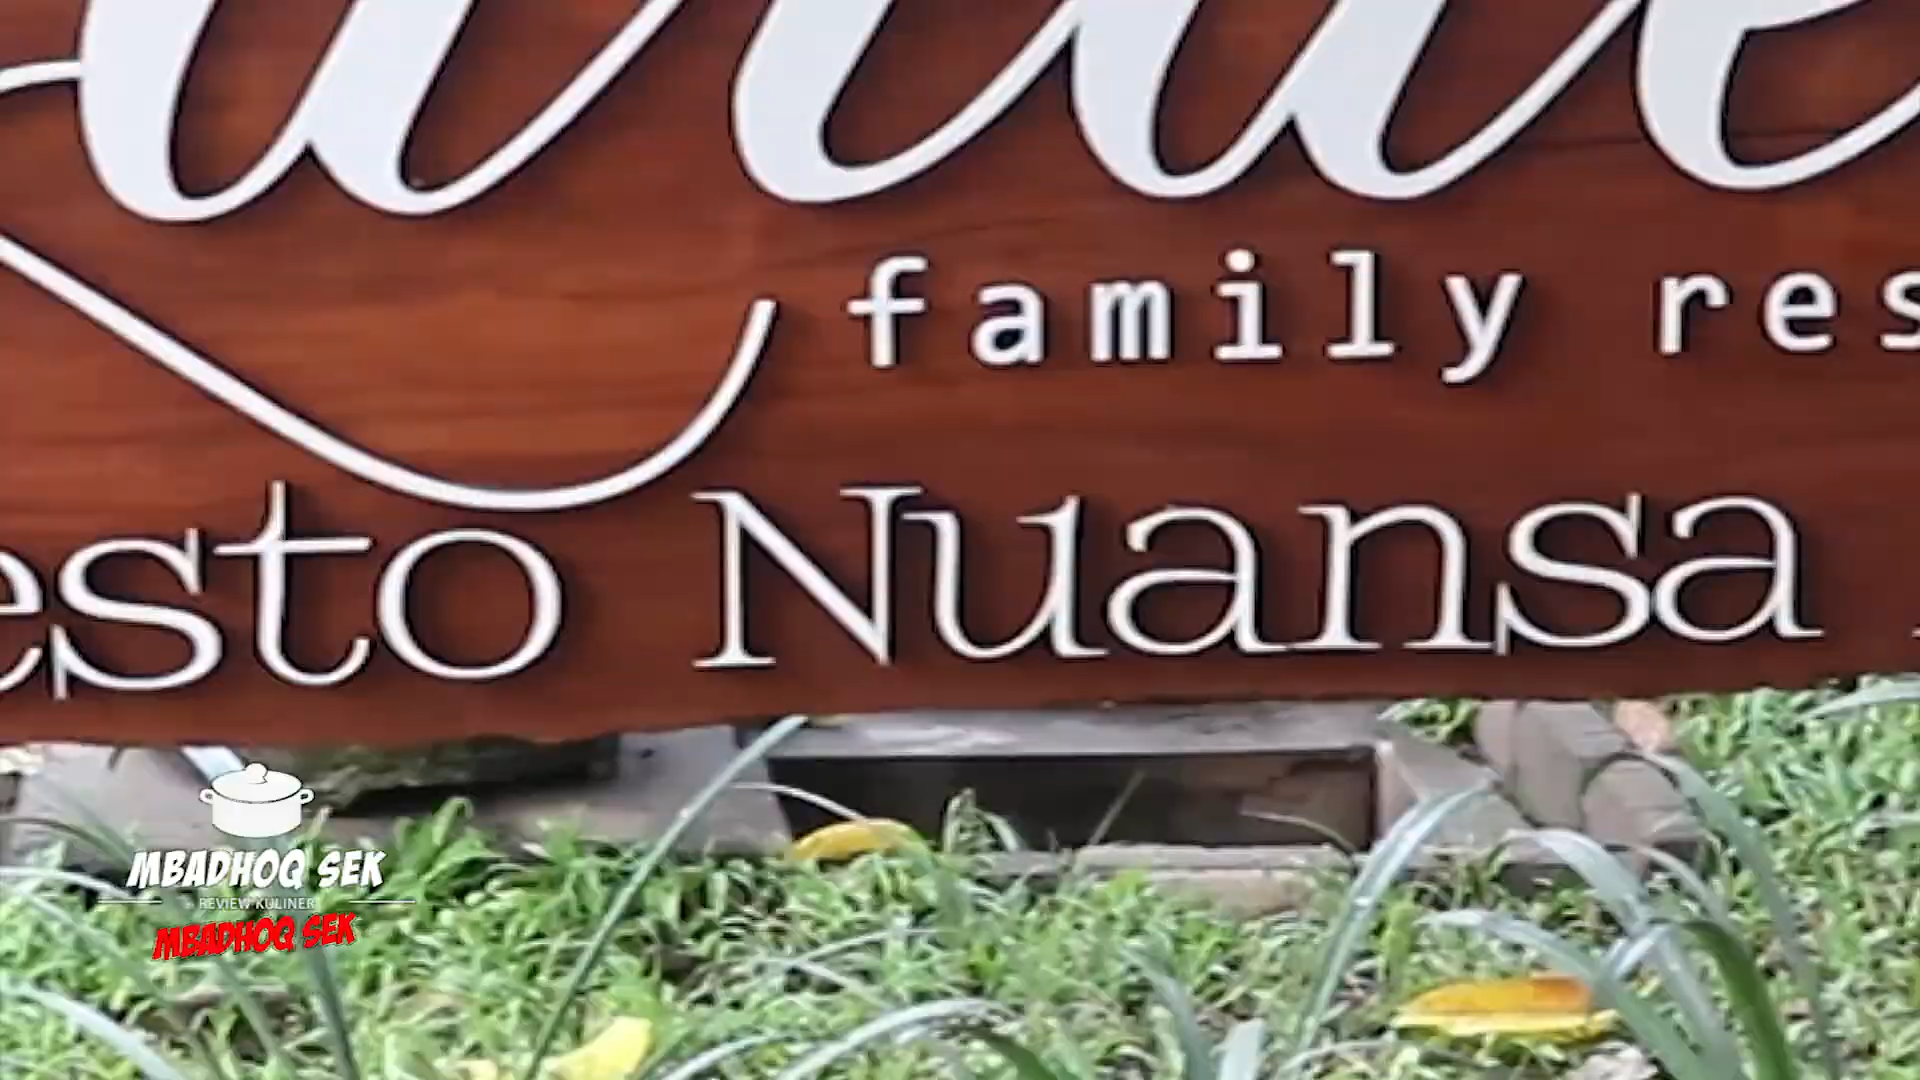 family res
esto Nuansa
MBADHOQ SEK
REVIEW KULINER
MBADHOQ SEK